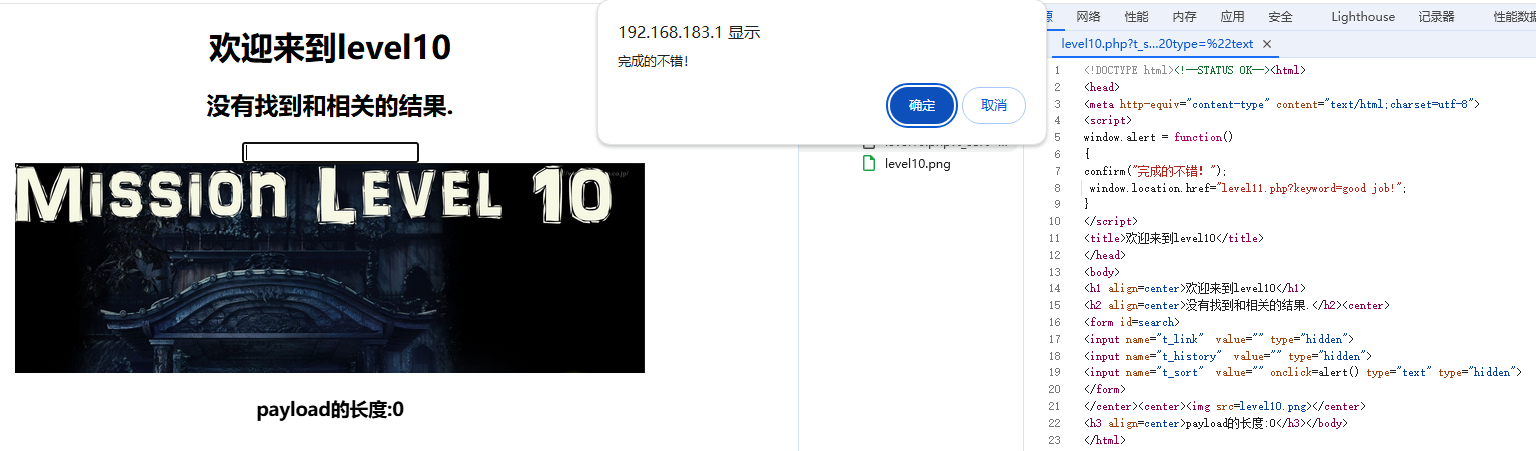 欢迎来到level10
没有找到和相关的结果.
MISSION LEVEL 10
payload的长度:0
192.168.183.1 显示
完成的不错!
确定
取消
level10.png
源 网络 性能 内存 应用 安全 Lighthouse 记录器 性能数据
level10.php?t_s...20type=%22text ×
1 <!DOCTYPE html><!--STATUS OK--><html>
2 <head>
3 <meta http-equiv="content-type" content="text/html;charset=utf-8">
4 <script>
5 window.alert = function()
6 {
7 confirm("完成的不错! ");
8 window.location.href="level11.php?keyword=good job!";
9 }
10 </script>
11 <title>欢迎来到level10</title>
12 </head>
13 <body>
14 <h1 align=center>欢迎来到level10</h1>
15 <h2 align=center>没有找到和相关的结果.</h2><center>
16 <form id=search>
17 <input name="t_link"  value="" type="hidden">
18 <input name="t_history"  value="" type="hidden">
19 <input name="t_sort"  value="" onclick=alert() type="text" type="hidden">
20 </form>
21 </center><center><img src=level10.png></center>
22 <h3 align=center>payload的长度:0</h3></body>
23 </html>